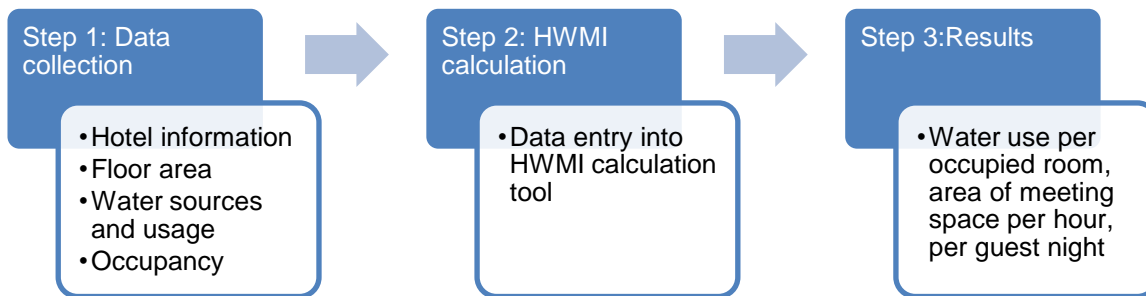 Step 1: Data
collection
•Hotel information
•Floor area
•Water sources
and usage
•Occupancy
Step 2: HWMI
calculation
•Data entry into
HWMI calculation
tool
Step 3:Results
•Water use per
occupied room,
area of meeting
space per hour,
per guest night